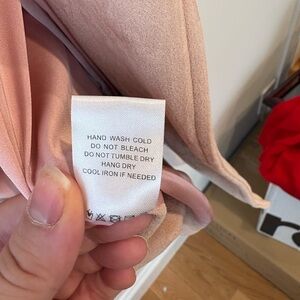 HAND WASH COLD
DO NOT BLEACH
DO NOT TUMBLE DRY
HANG DRY
COOL IRON IF NEEDED